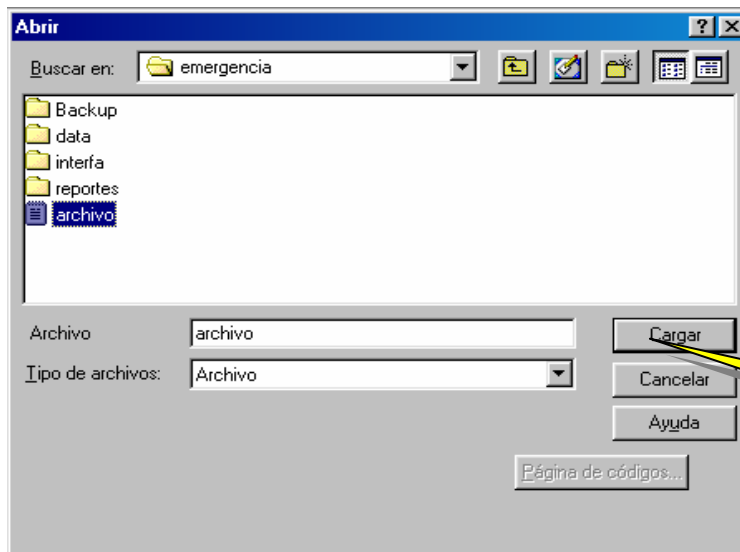 Abrir
Buscar en: emergencia
Backup
data
interfa
reportes
archivo
Archivo archivo Cargar
Tipo de archivos: Archivo Cancelar
Ayuda
Página de códigos...